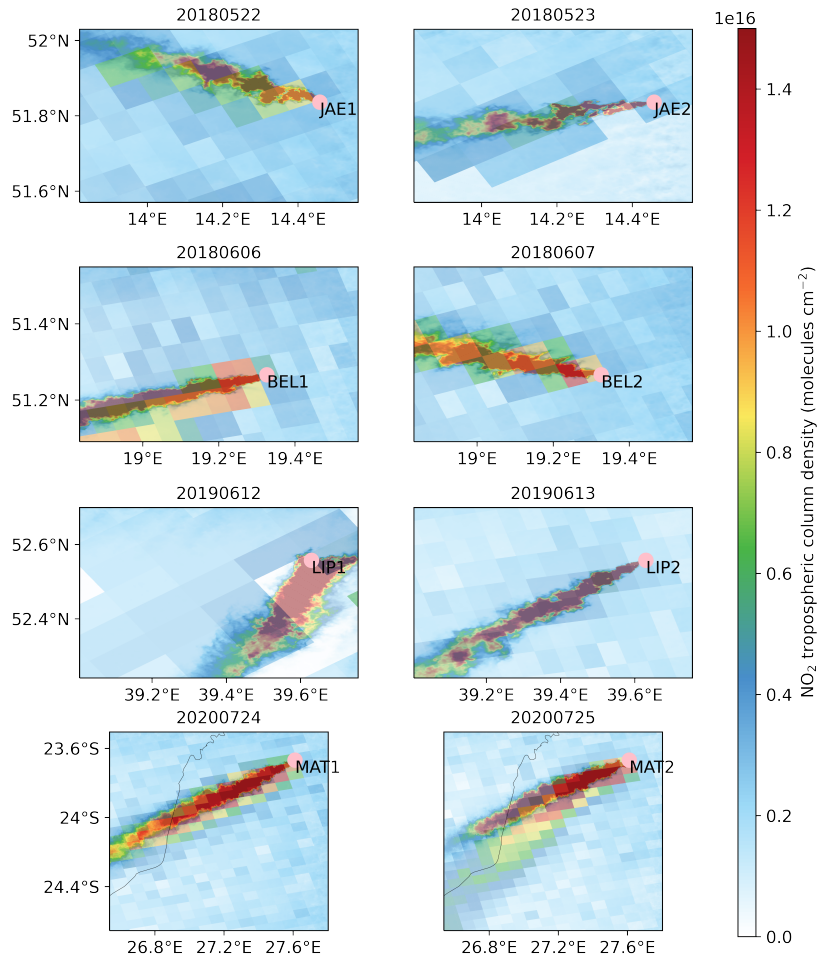 20180522
20180523
1e16
52°N
51.8°N
51.6°N
JAE1
JAE2
14°E
14.2°E
14.4°E
14°E
14.2°E
14.4°E
20180606
20180607
51.4°N
51.2°N
BEL1
BEL2
19°E
19.2°E
19.4°E
19°E
19.2°E
19.4°E
20190612
20190613
52.6°N
52.4°N
LIP1
LIP2
39.2°E
39.4°E
39.6°E
39.2°E
39.4°E
39.6°E
20200724
20200725
23.6°S
24°S
24.4°S
MAT1
MAT2
26.8°E
27.2°E
27.6°E
26.8°E
27.2°E
27.6°E
1.4
1.2
1.0
0.8
0.6
0.4
0.2
0.0
NO₂ tropospheric column density (molecules cm⁻²)